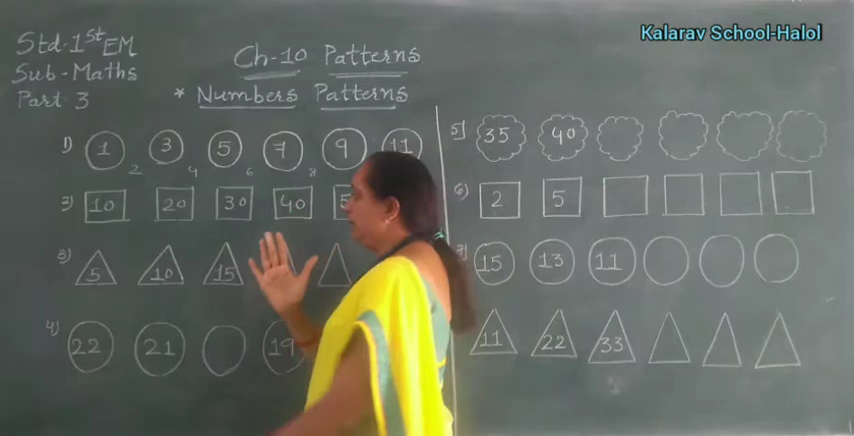 Kalarav School-Halol
Std. 1st EM
Sub-Maths
Part. 3
Ch-10 Patterns
* Numbers Patterns
1) 1 3 5 7 9 11
2 4 6 8
2) 10 20 30 40
3) 5 10 15
4) 22 21 19
5) 35 40
6) 2 5
7) 15 13 11
11 22 33